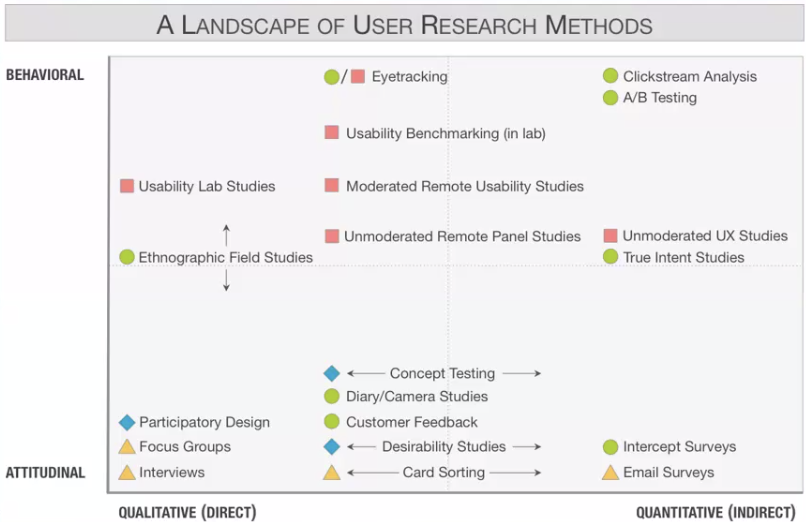 A LANDSCAPE OF USER RESEARCH METHODS
BEHAVIORAL
/ Eyetracking
Clickstream Analysis
A/B Testing
Usability Benchmarking (in lab)
Usability Lab Studies
Moderated Remote Usability Studies
Unmoderated Remote Panel Studies
Unmoderated UX Studies
Ethnographic Field Studies
True Intent Studies
Concept Testing
Diary/Camera Studies
Participatory Design
Customer Feedback
Focus Groups
Desirability Studies
Intercept Surveys
ATTITUDINAL
Interviews
Card Sorting
Email Surveys
QUALITATIVE (DIRECT)
QUANTITATIVE (INDIRECT)